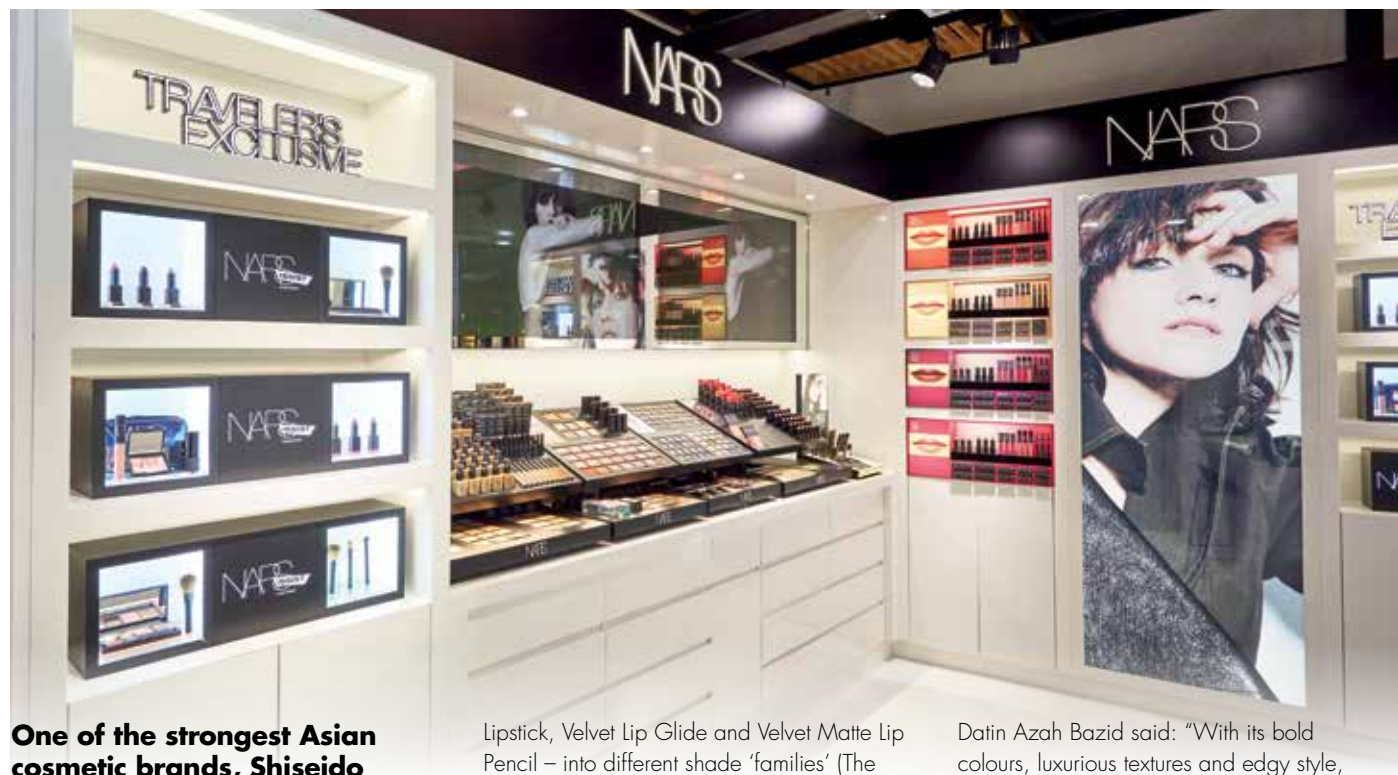 TRAVELER'S
EXCLUSIVE
NARS
NARS
NARS
NARS
NARS
NARS
One of the strongest Asian
cosmetic brands, Shiseido
Lipstick, Velvet Lip Glide and Velvet Matte Lip
Pencil – into different shade ‘families’ (The
Datin Azah Bazid said: “With its bold
colours, luxurious textures and edgy style,